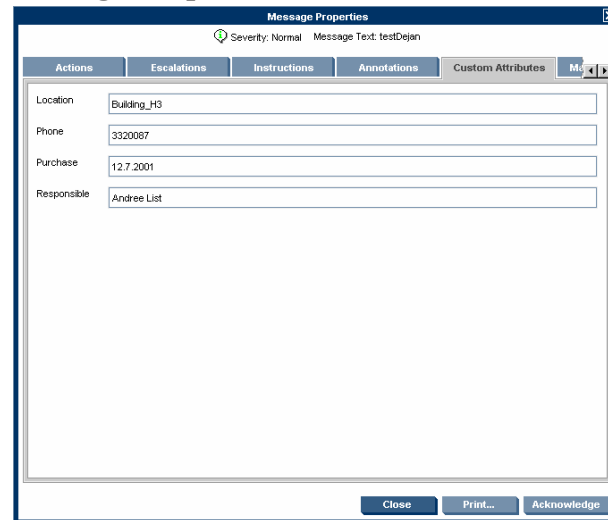 Message Properties
Severity: Normal Message Text: testDejan
Actions Escalations Instructions Annotations Custom Attributes
Location Building_H3
Phone 3320087
Purchase 12.7.2001
Responsible Andree List
Close Print... Acknowledge